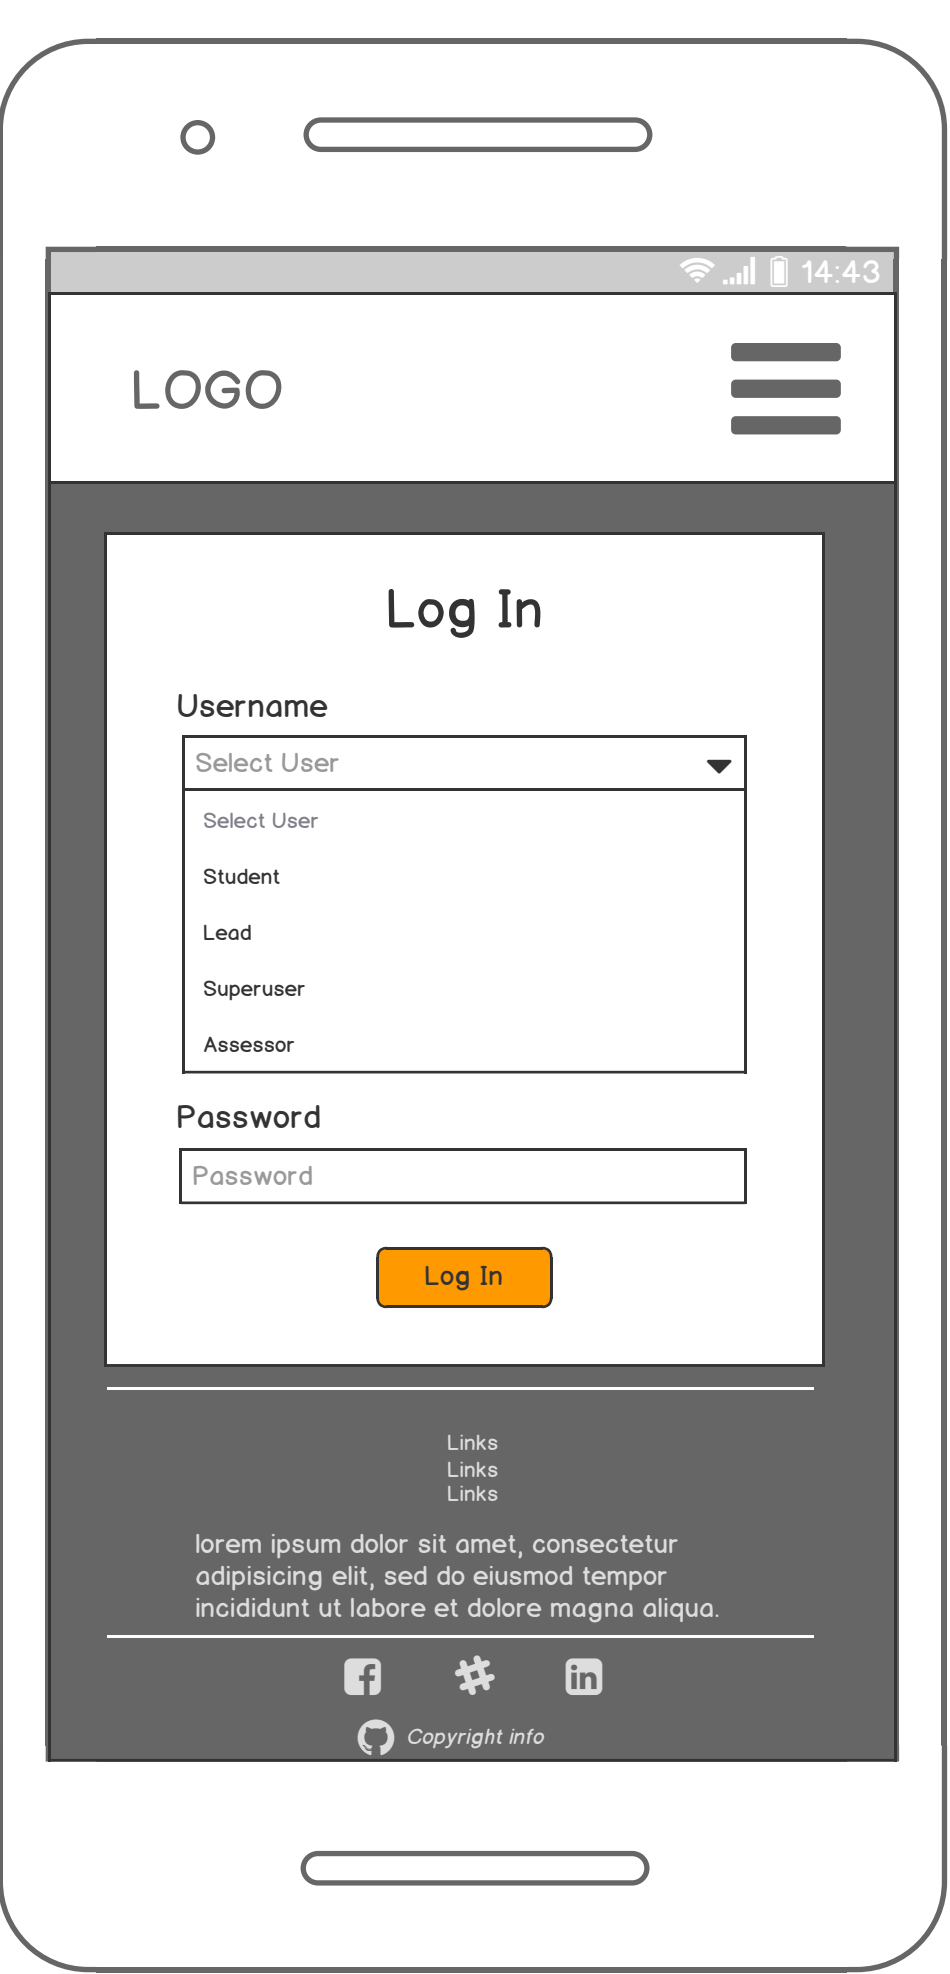 14:43
LOGO
Log In
Username
Select User
Select User
Student
Lead
Superuser
Assessor
Password
Password
Log In
Links
Links
Links
lorem ipsum dolor sit amet, consectetur
adipisicing elit, sed do eiusmod tempor
incididunt ut labore et dolore magna aliqua.
Copyright info